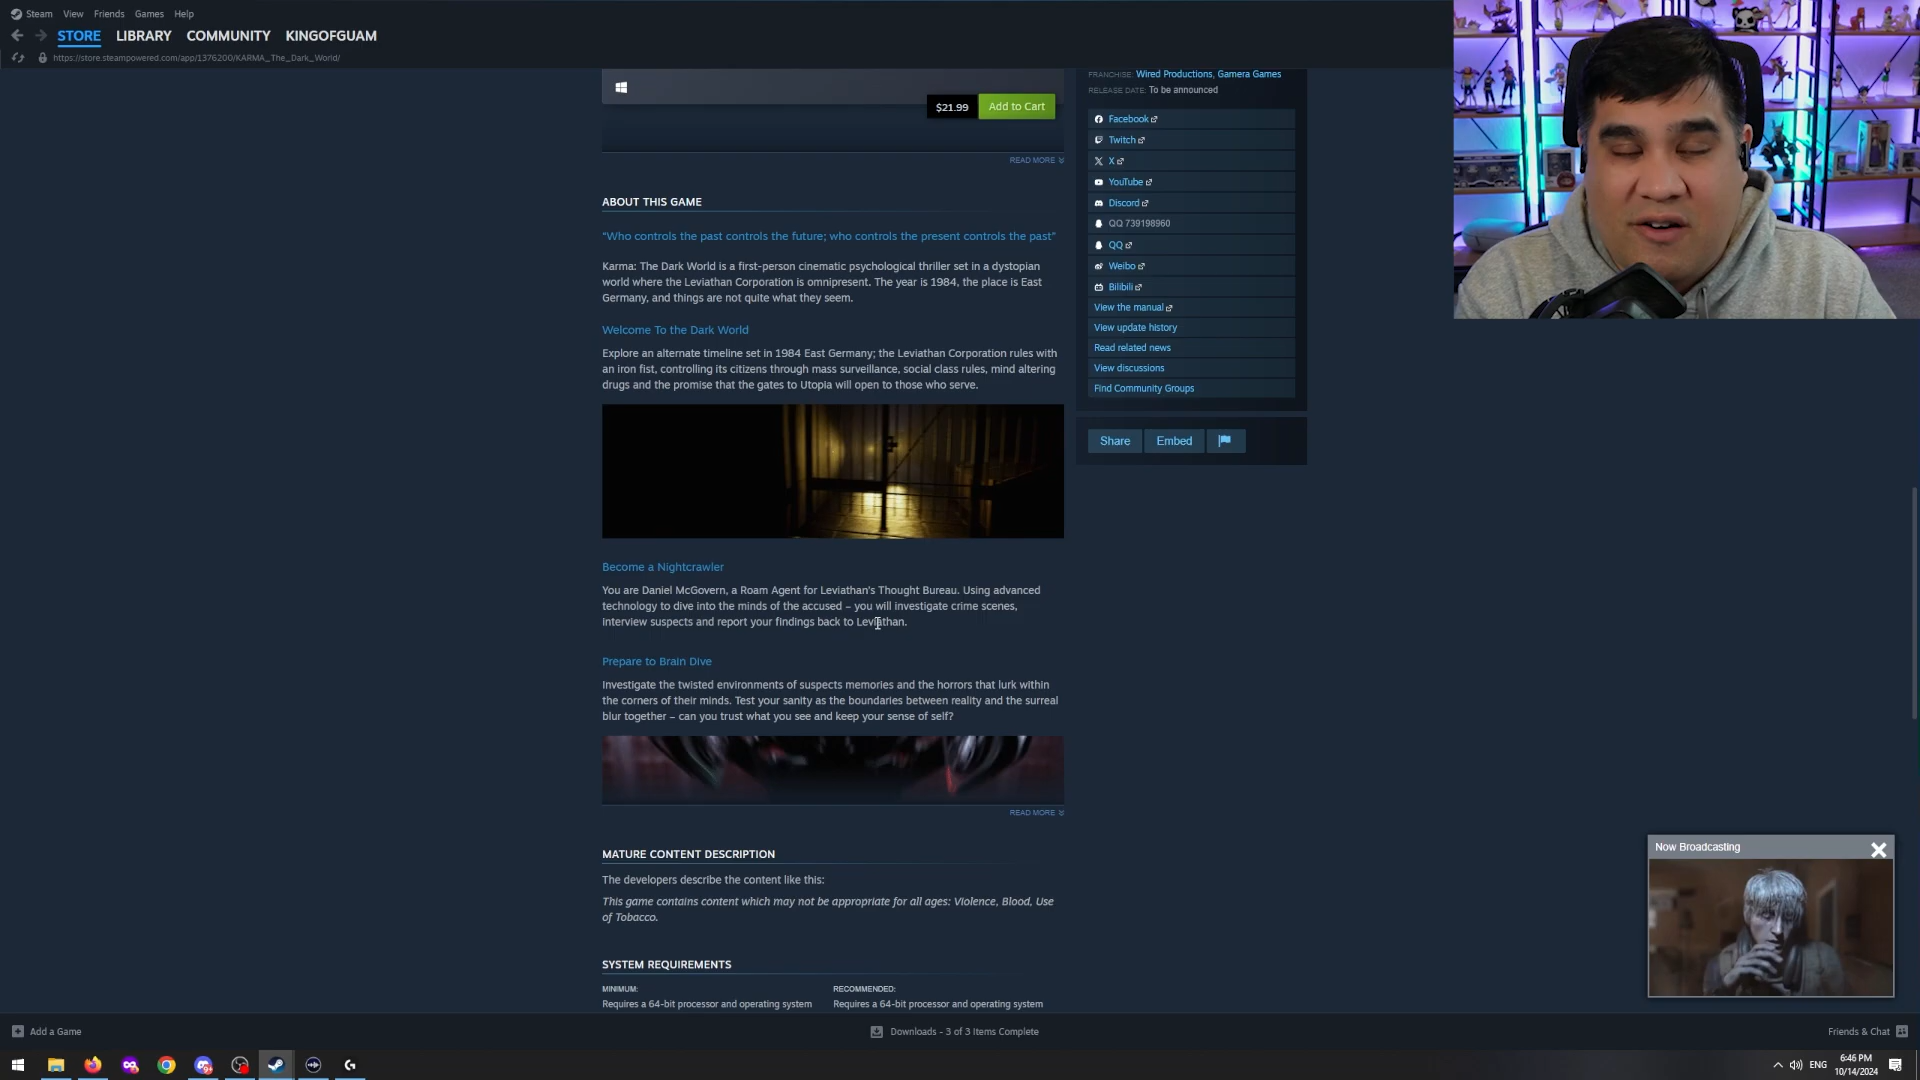 Steam View Friends Games Help
STORE LIBRARY COMMUNITY KINGOFGUAM
https://store.steampowered.com/app/1376200/KARMA_The_Dark_World/
$21.99 Add to Cart
READ MORE
ABOUT THIS GAME
"Who controls the past controls the future; who controls the present controls the past"
Karma: The Dark World is a first-person cinematic psychological thriller set in a dystopian
world where the Leviathan Corporation is omnipresent. The year is 1984, the place is East
Germany, and things are not quite what they seem.
Welcome To the Dark World
Explore an alternate timeline set in 1984 East Germany; the Leviathan Corporation rules with
an iron fist, controlling its citizens through mass surveillance, social class rules, mind altering
drugs and the promise that the gates to Utopia will open to those who serve.
Become a Nightcrawler
You are Daniel McGovern, a Roam Agent for Leviathan's Thought Bureau. Using advanced
technology to dive into the minds of the accused – you will investigate crime scenes,
interview suspects and report your findings back to Leviathan.
Prepare to Brain Dive
Investigate the twisted environments of suspects memories and the horrors that lurk within
the corners of their minds. Test your sanity as the boundaries between reality and the surreal
blur together – can you trust what you see and keep your sense of self?
READ MORE
MATURE CONTENT DESCRIPTION
The developers describe the content like this:
This game contains content which may not be appropriate for all ages: Violence, Blood, Use
of Tobacco.
SYSTEM REQUIREMENTS
MINIMUM:
Requires a 64-bit processor and operating system
RECOMMENDED:
Requires a 64-bit processor and operating system
FRANCHISE: Wired Productions, Gamera Games
RELEASE DATE: To be announced
Facebook
Twitch
X
YouTube
Discord
QQ 739198960
QQ
Weibo
Bilibili
View the manual
View update history
Read related news
View discussions
Find Community Groups
Share Embed
Now Broadcasting
Add a Game
Downloads - 3 of 3 Items Complete
Friends & Chat
ENG
6:46 PM
10/14/2024